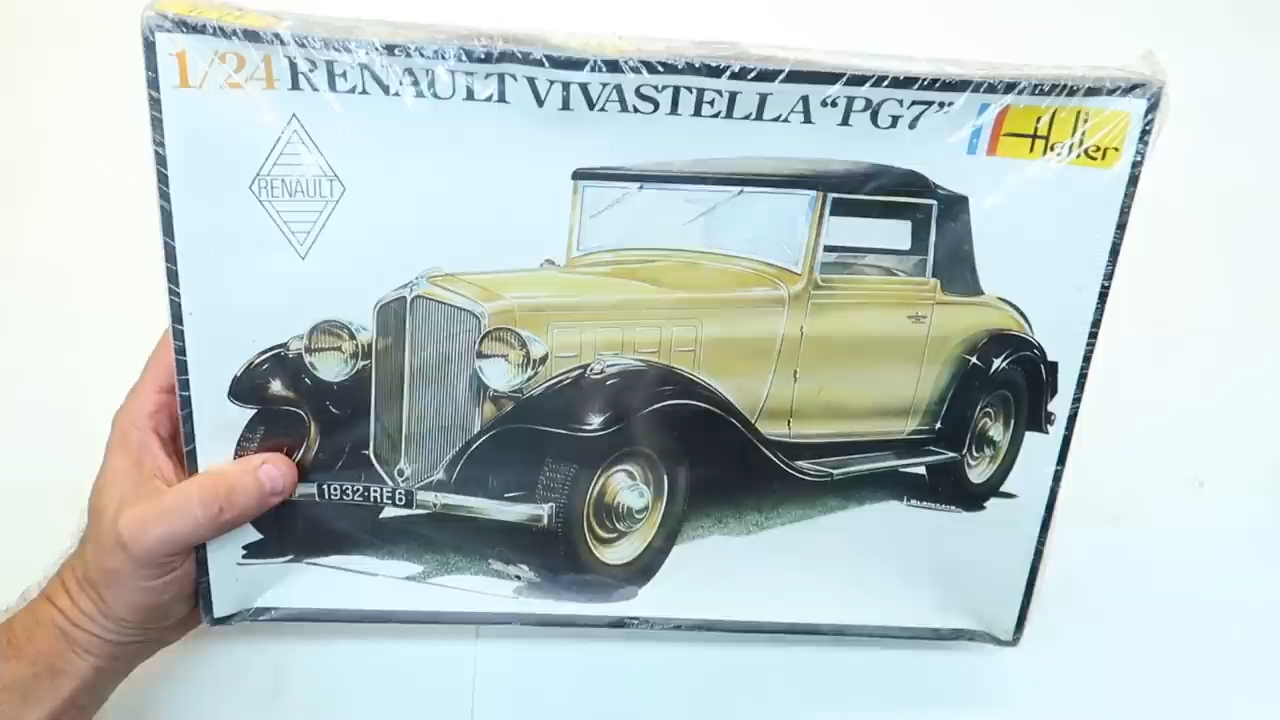 1/24 RENAULT VIVASTELLA “PG7”
Heller
RENAULT
1932·RE6